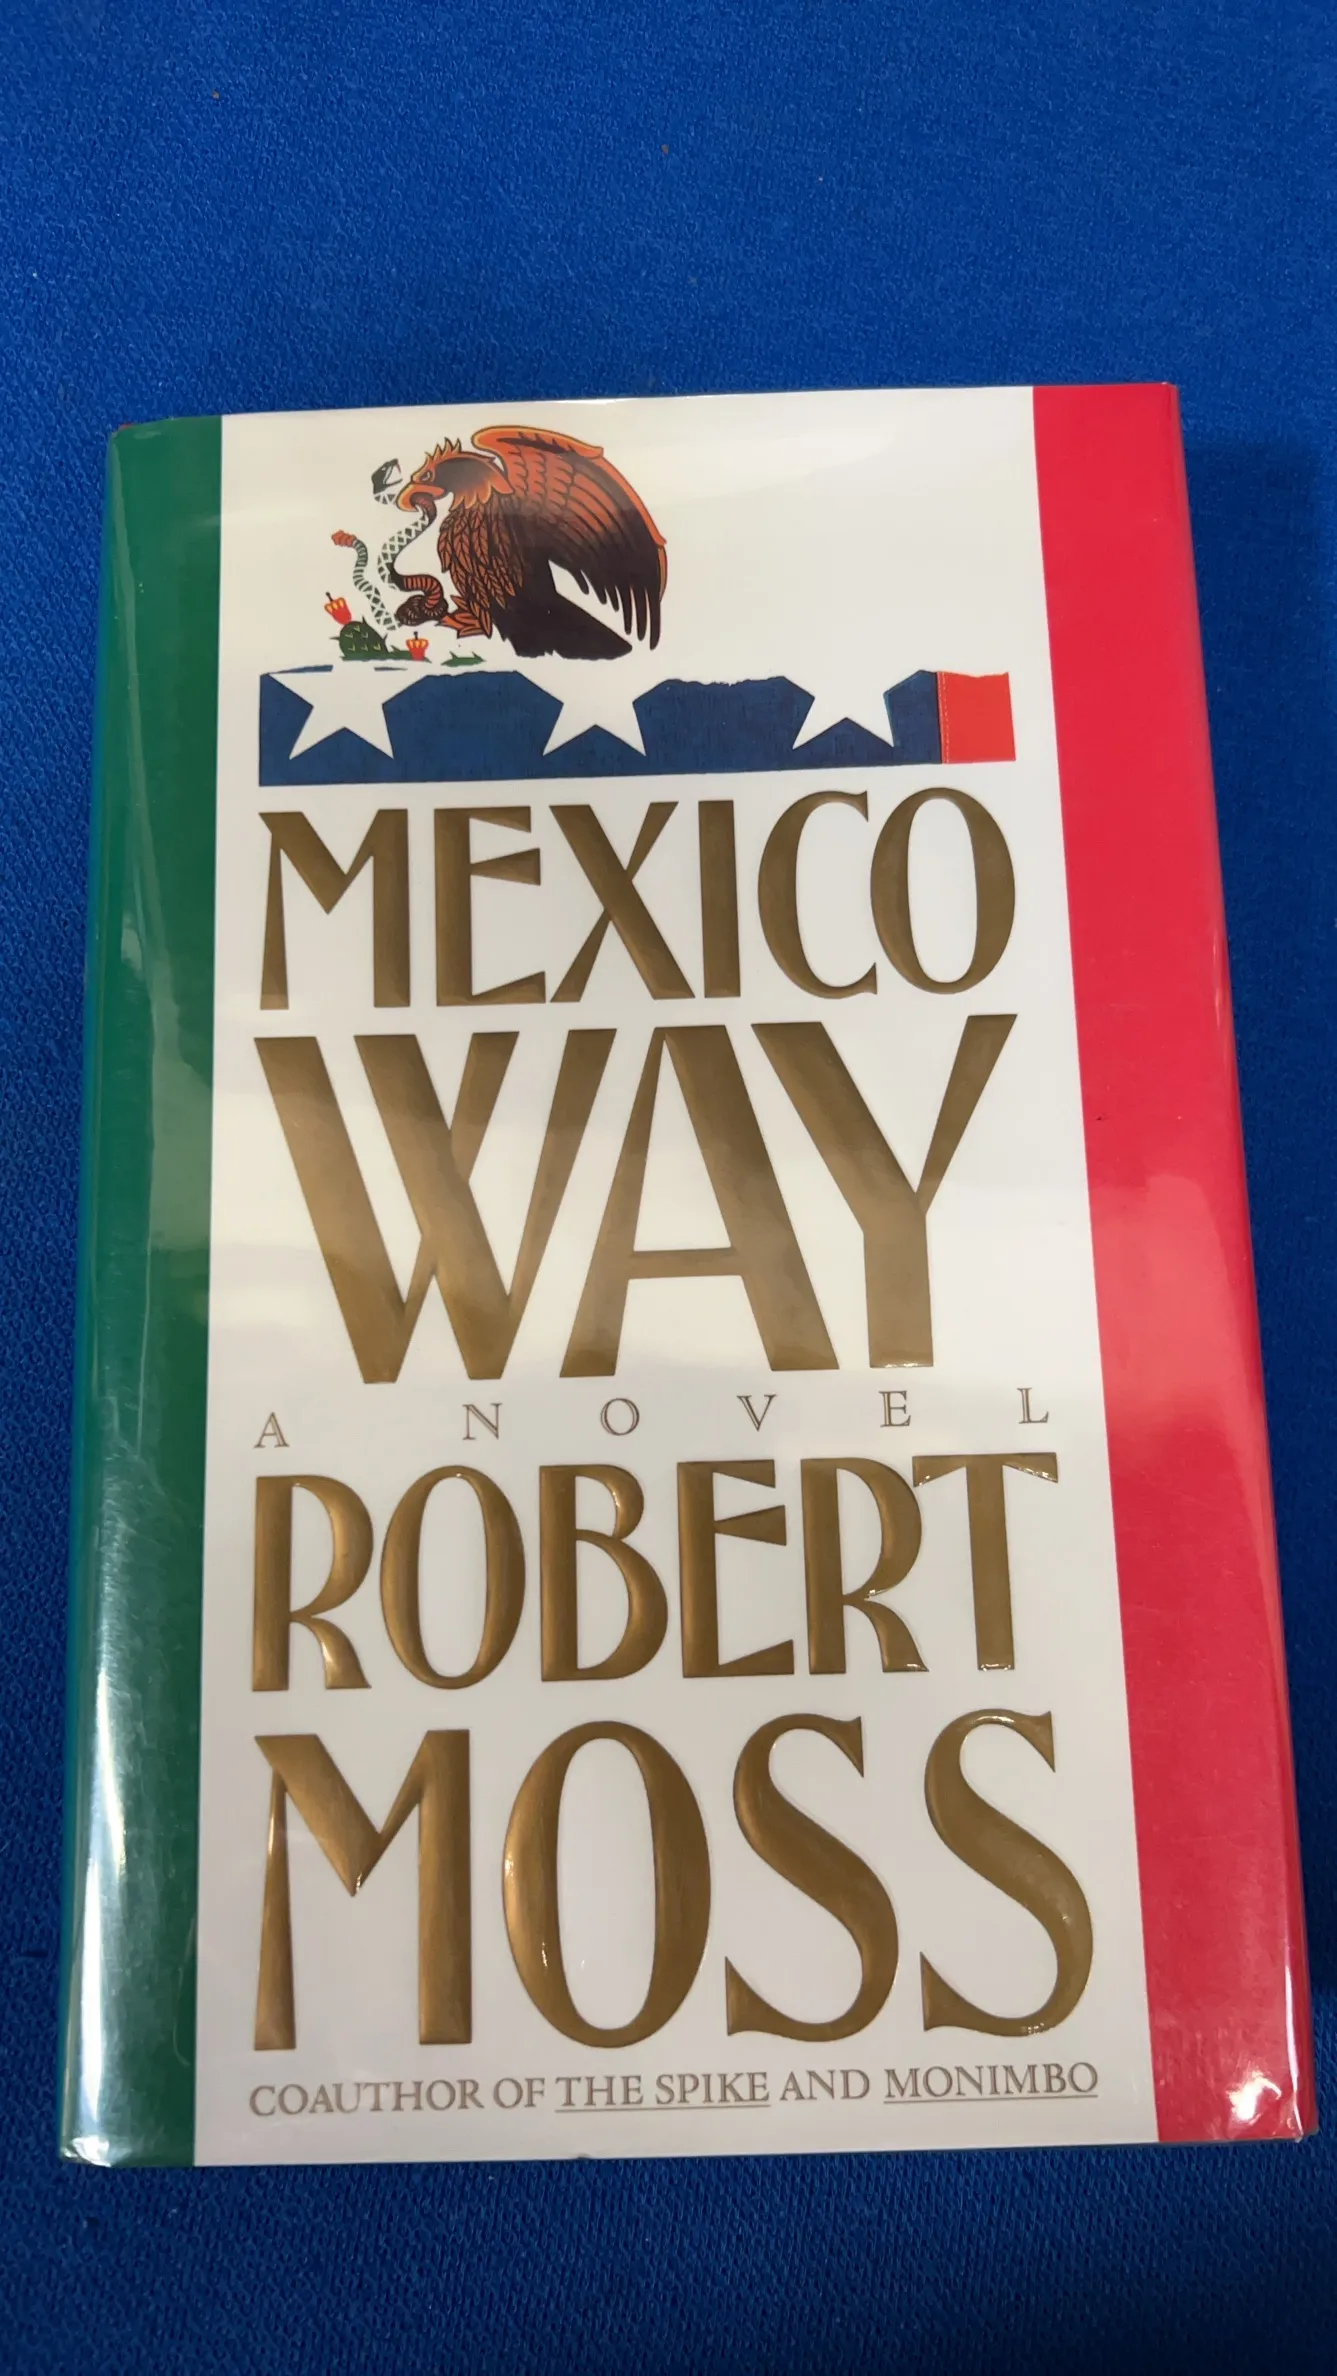 MEXICO
WAY
A NOVEL
ROBERT
MOSS
COAUTHOR OF THE SPIKE AND MONIMBO